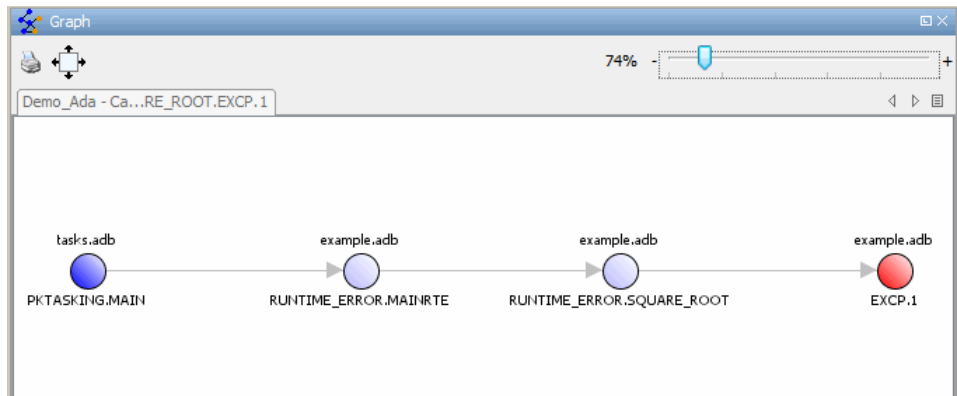 Graph
74% - +
Demo_Ada - Ca...RE_ROOT.EXCP.1
tasks.adb example.adb example.adb example.adb
PKTASKING.MAIN RUNTIME_ERROR.MAINRTE RUNTIME_ERROR.SQUARE_ROOT EXCP.1